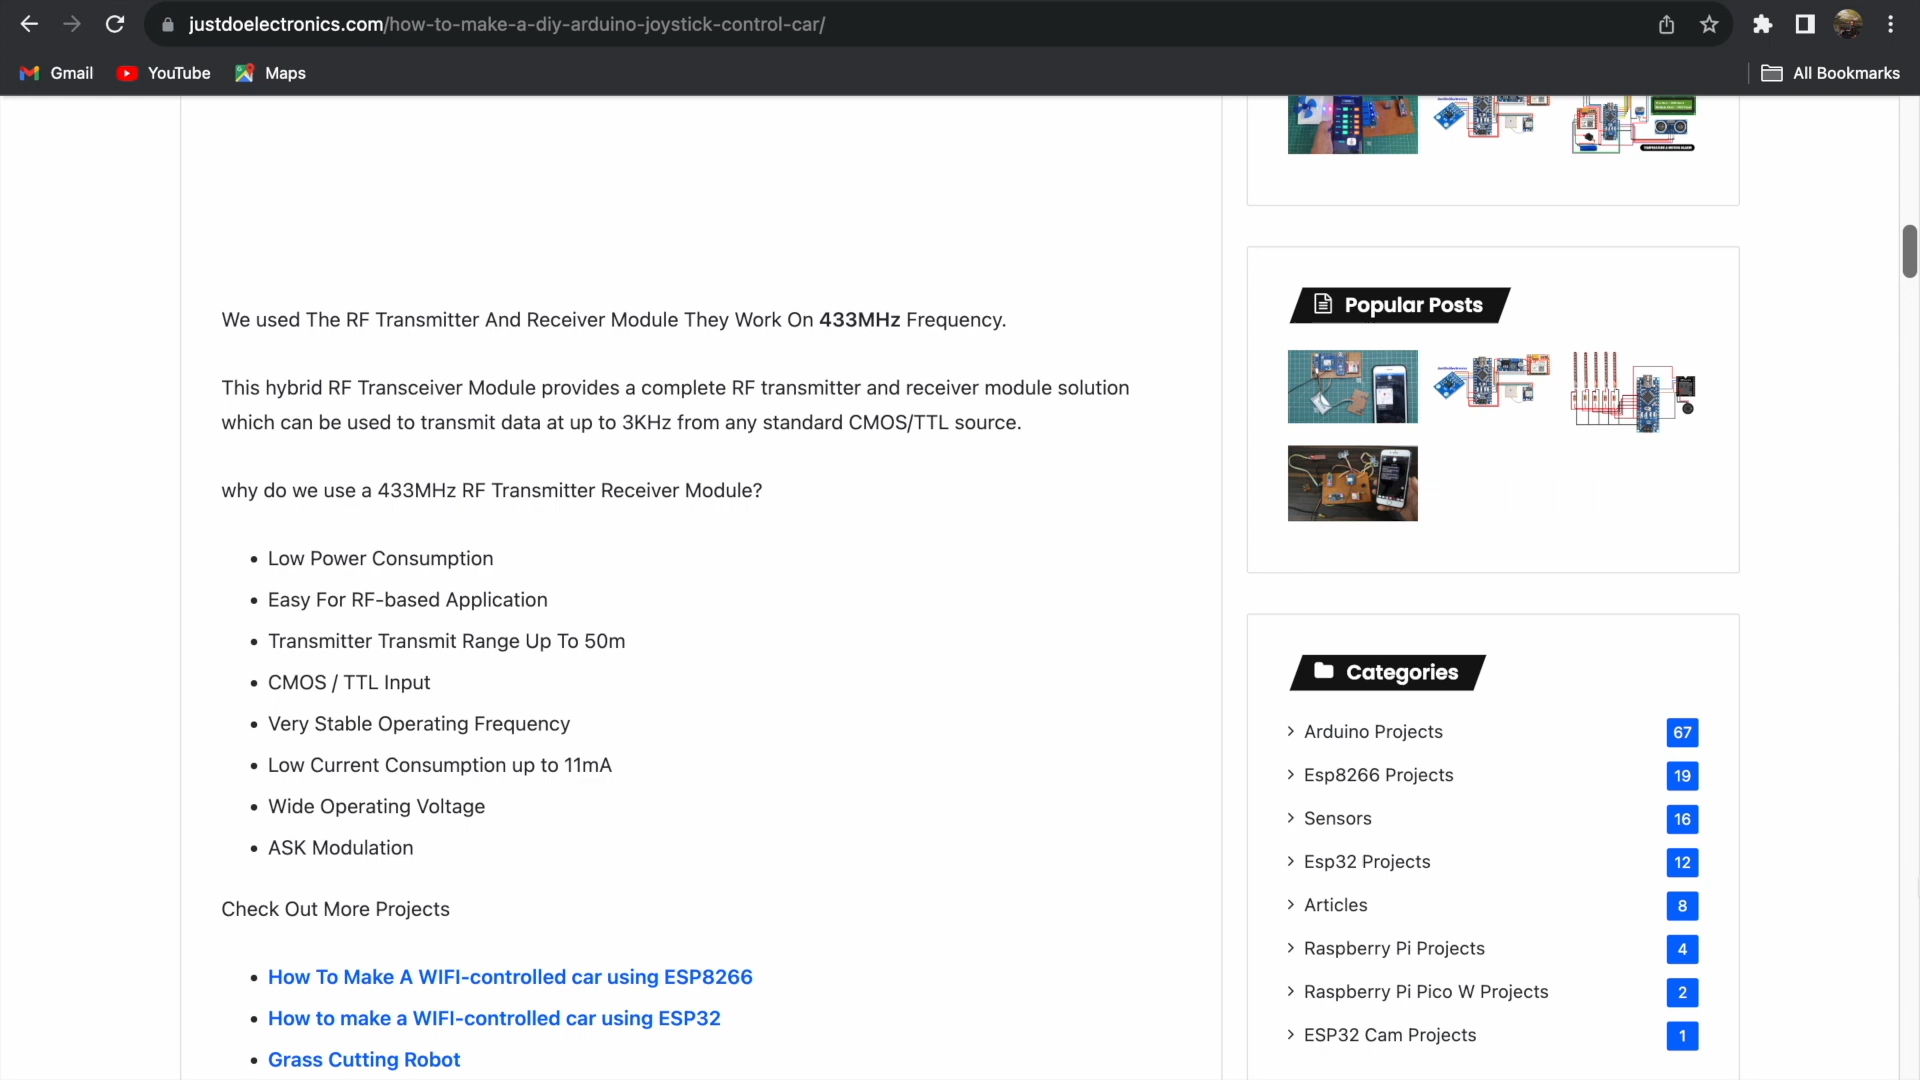 justdoelectronics.com/how-to-make-a-diy-arduino-joystick-control-car/
Gmail
YouTube
Maps
All Bookmarks
We used The RF Transmitter And Receiver Module They Work On 433MHz Frequency.
This hybrid RF Transceiver Module provides a complete RF transmitter and receiver module solution
which can be used to transmit data at up to 3KHz from any standard CMOS/TTL source.
why do we use a 433MHz RF Transmitter Receiver Module?
• Low Power Consumption
• Easy For RF-based Application
• Transmitter Transmit Range Up To 50m
• CMOS / TTL Input
• Very Stable Operating Frequency
• Low Current Consumption up to 11mA
• Wide Operating Voltage
• ASK Modulation
Check Out More Projects
• How To Make A WIFI-controlled car using ESP8266
• How to make a WIFI-controlled car using ESP32
• Grass Cutting Robot
Popular Posts
Categories
Arduino Projects 67
Esp8266 Projects 19
Sensors 16
Esp32 Projects 12
Articles 8
Raspberry Pi Projects 4
Raspberry Pi Pico W Projects 2
ESP32 Cam Projects 1